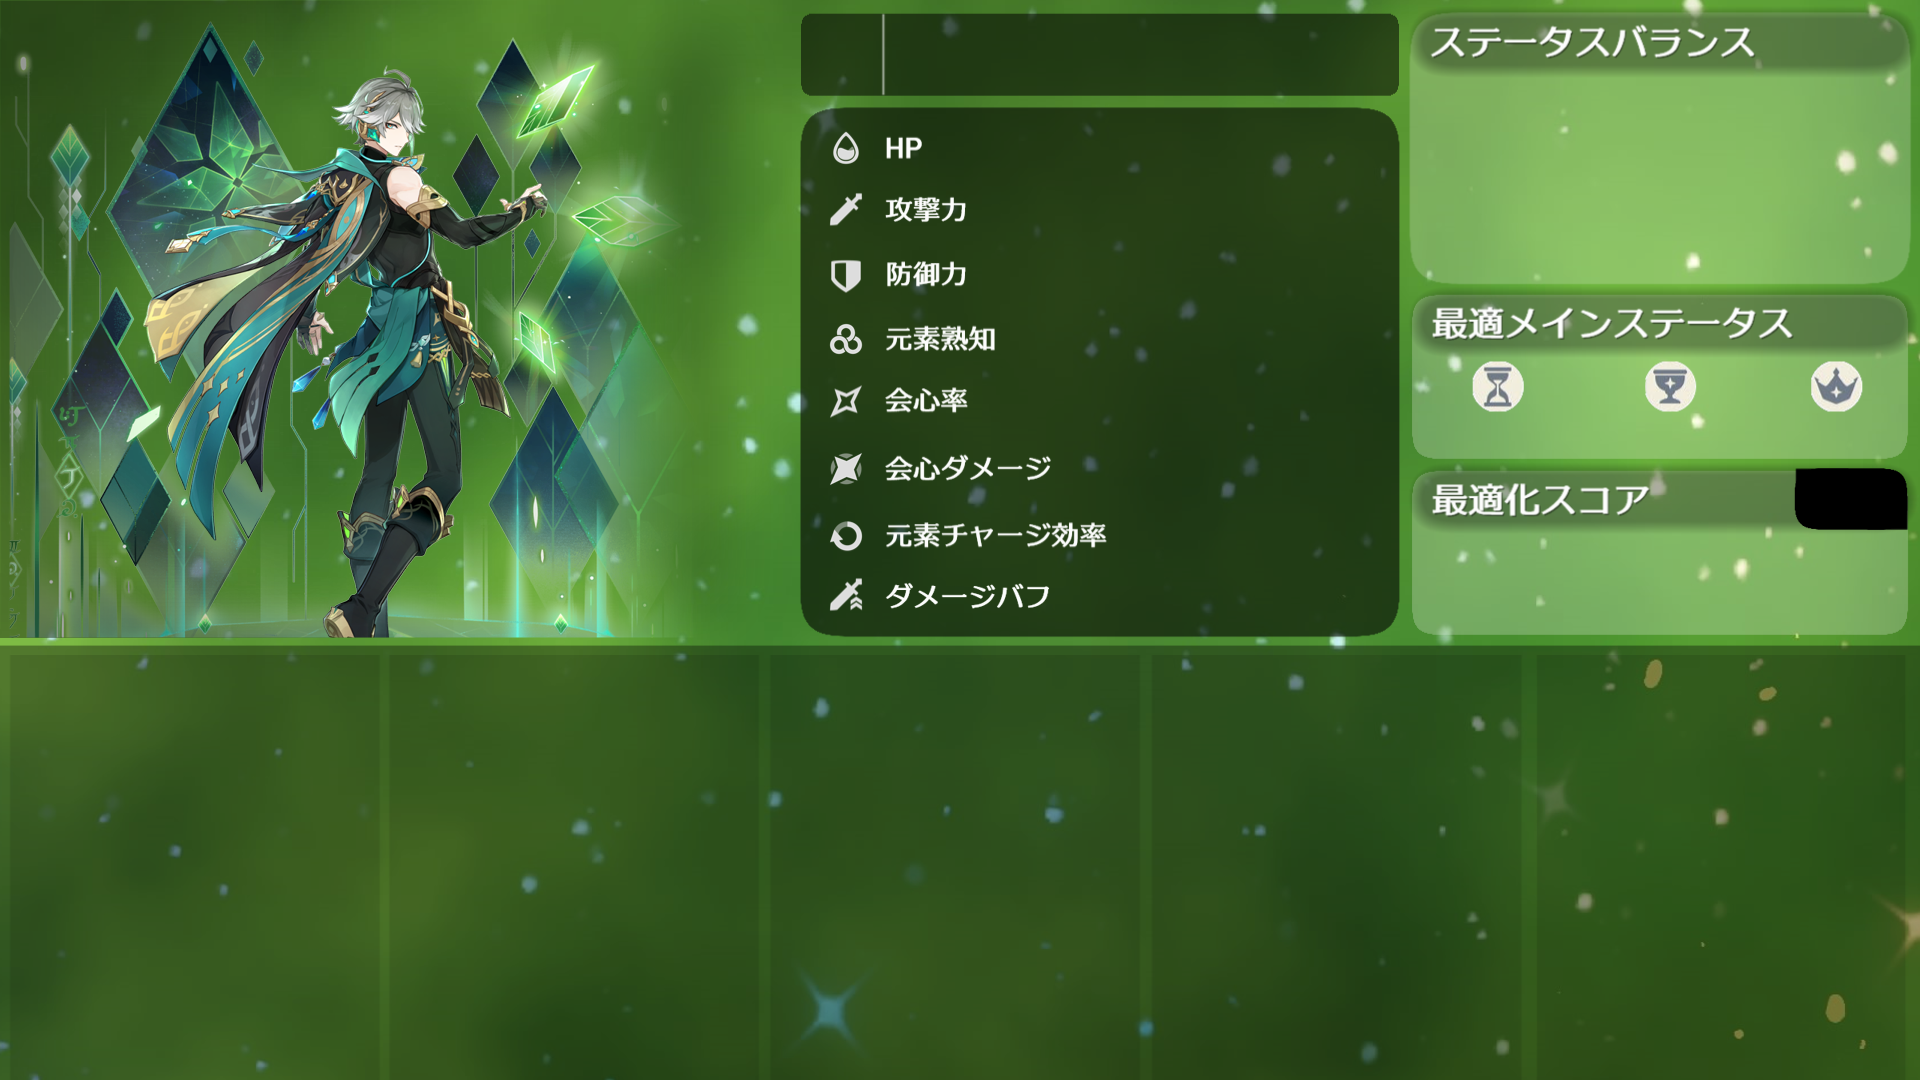 HP
攻撃力
防御力
元素熟知
会心率
会心ダメージ
元素チャージ効率
ダメージバフ
ステータスバランス
最適メインステータス
最適化スコア